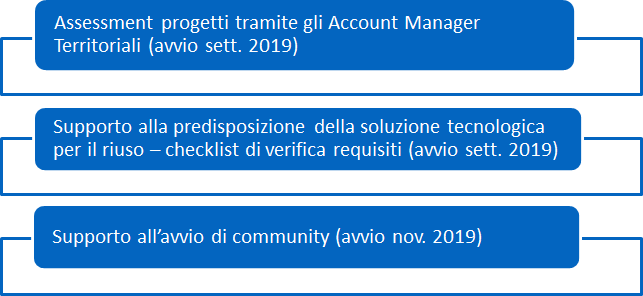 Assessment progetti tramite gli Account Manager
Territoriali (avvio sett. 2019)
Supporto alla predisposizione della soluzione tecnologica
per il riuso – checklist di verifica requisiti (avvio sett. 2019)
Supporto all’avvio di community (avvio nov. 2019)